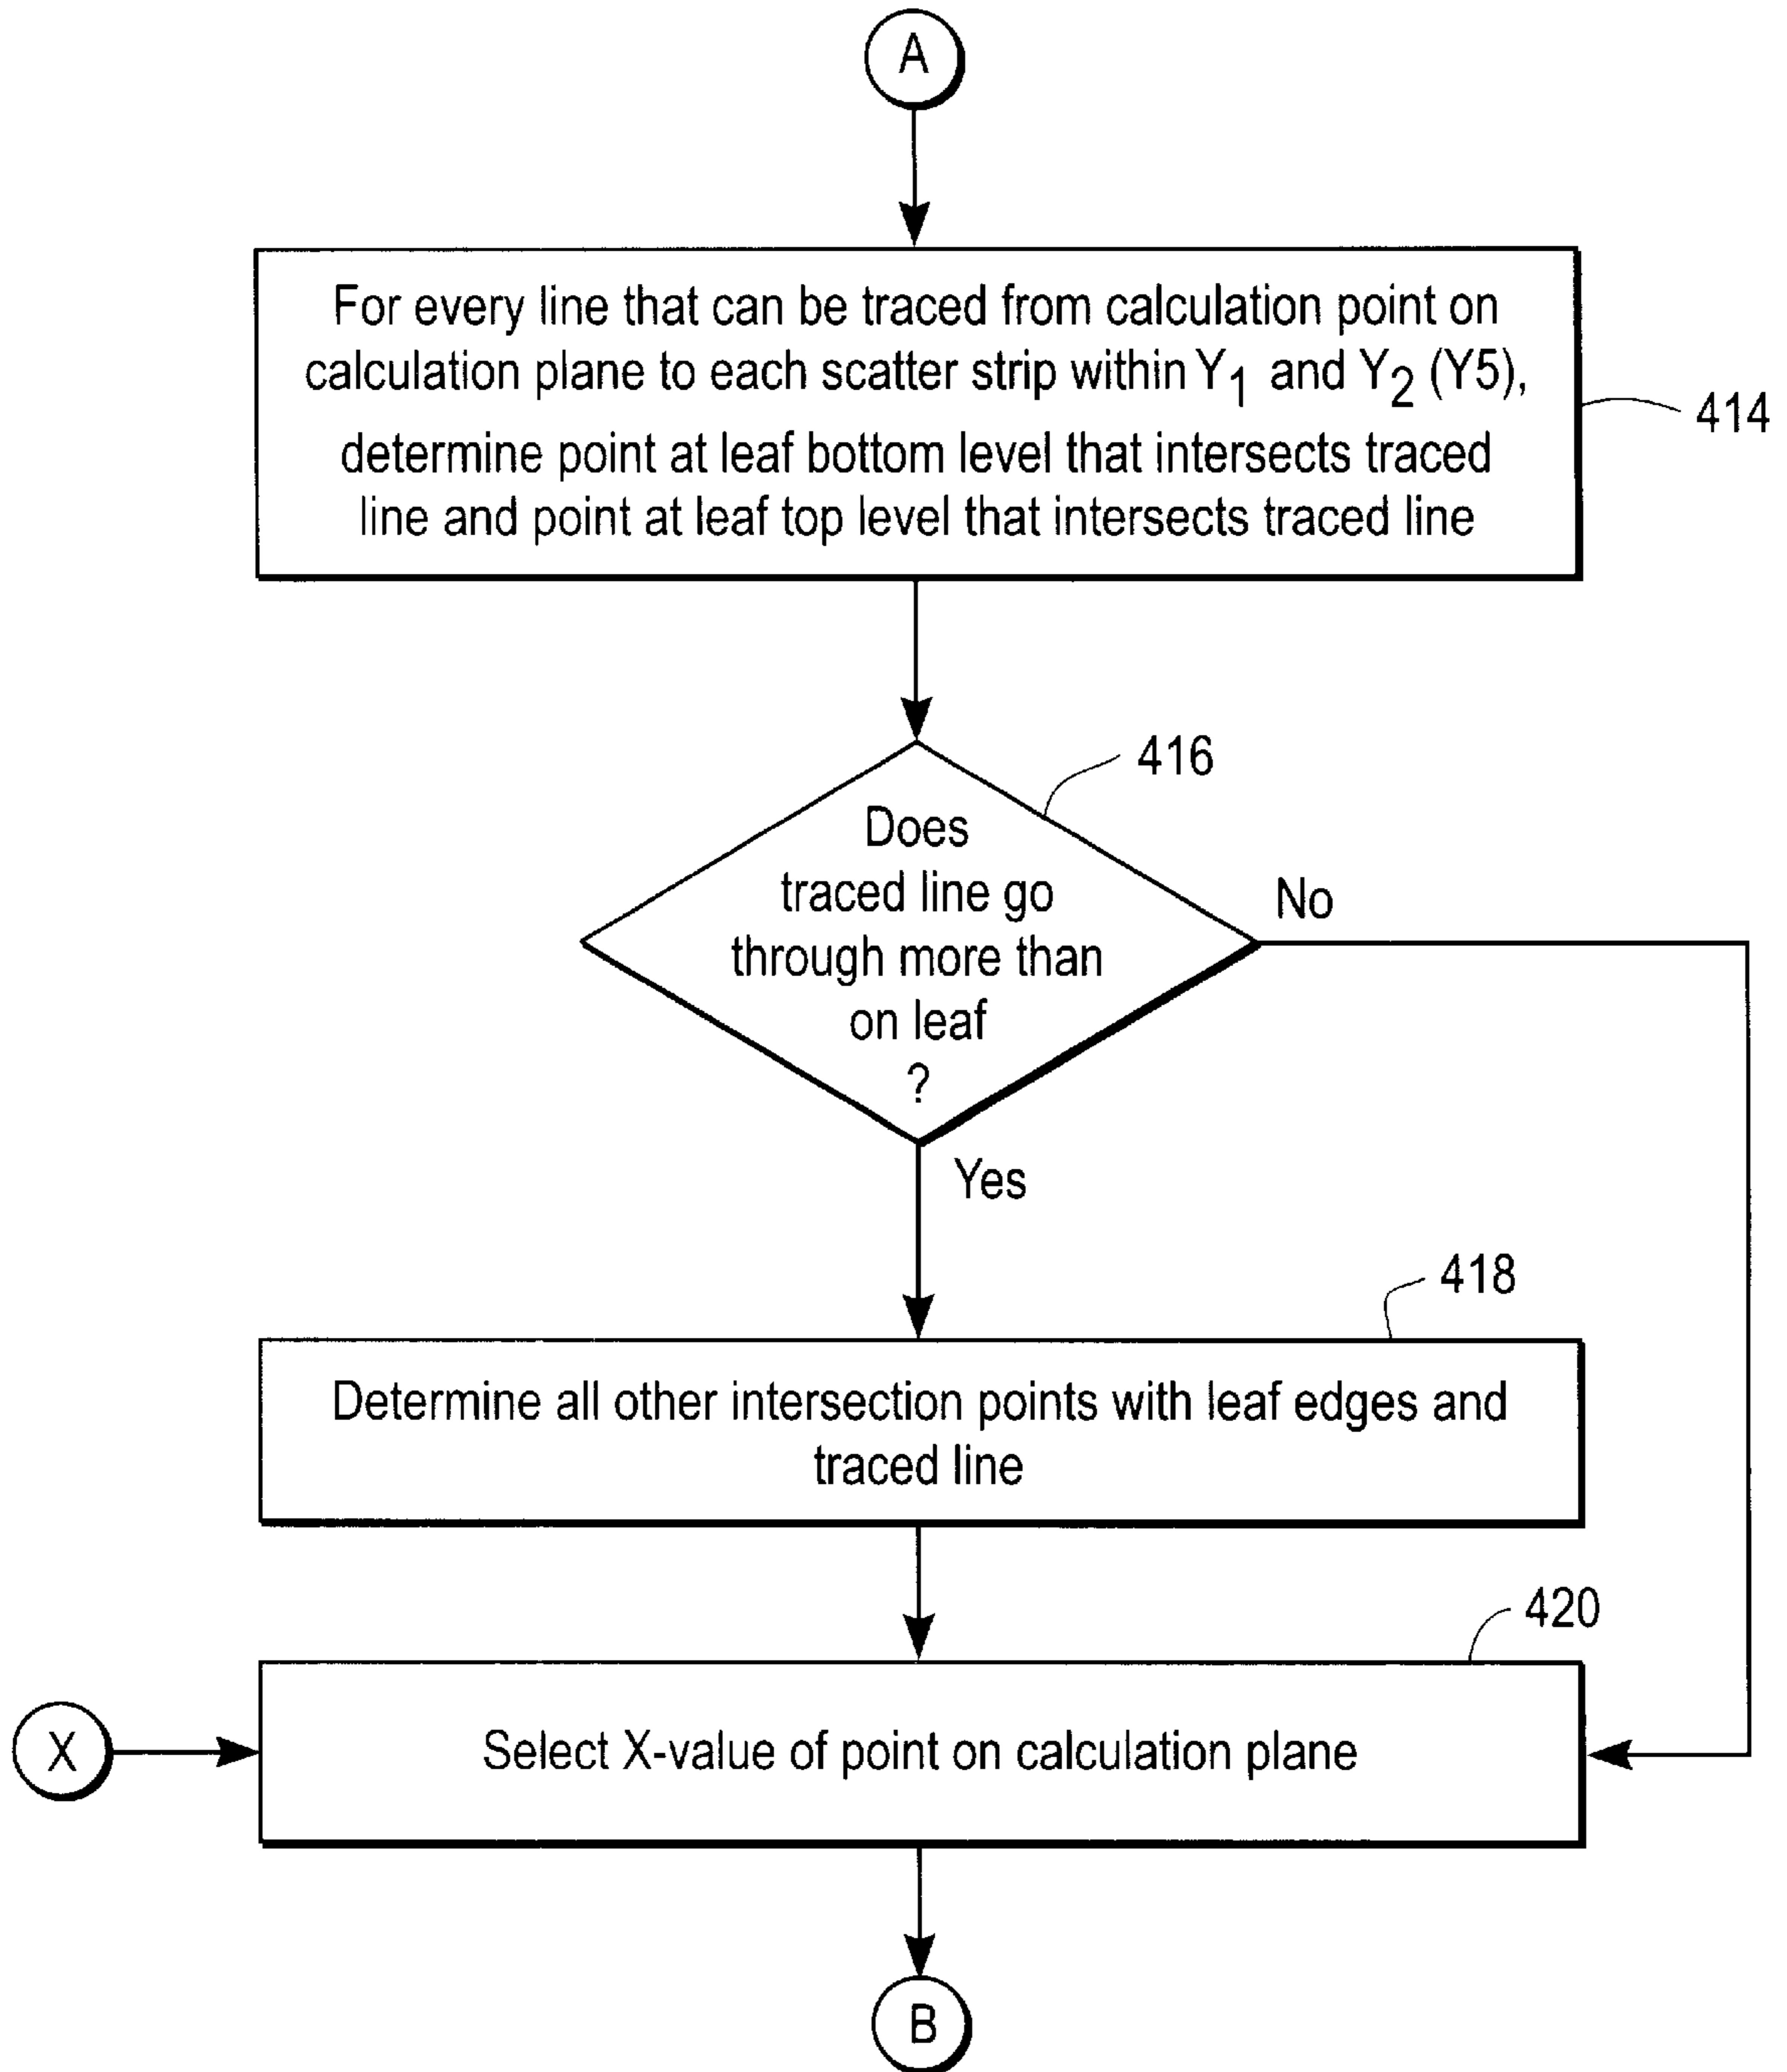 A
For every line that can be traced from calculation point on
calculation plane to each scatter strip within Y1 and Y2 (Y5),
determine point at leaf bottom level that intersects traced
line and point at leaf top level that intersects traced line
414
416
Does
traced line go
through more than
on leaf
?
No
Yes
418
Determine all other intersection points with leaf edges and
traced line
420
X
Select X-value of point on calculation plane
B